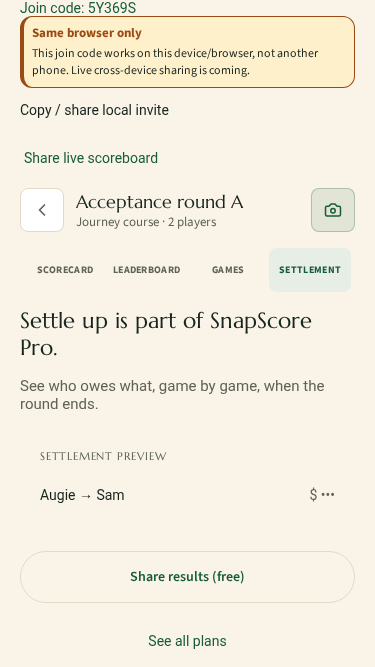 Join code: 5Y369S
Same browser only
This join code works on this device/browser, not another
phone. Live cross-device sharing is coming.
Copy / share local invite
Share live scoreboard
Acceptance round A
Journey course · 2 players
SCORECARD LEADERBOARD GAMES SETTLEMENT
Settle up is part of SnapScore
Pro.
See who owes what, game by game, when the
round ends.
SETTLEMENT PREVIEW
Augie → Sam $ •••
Share results (free)
See all plans